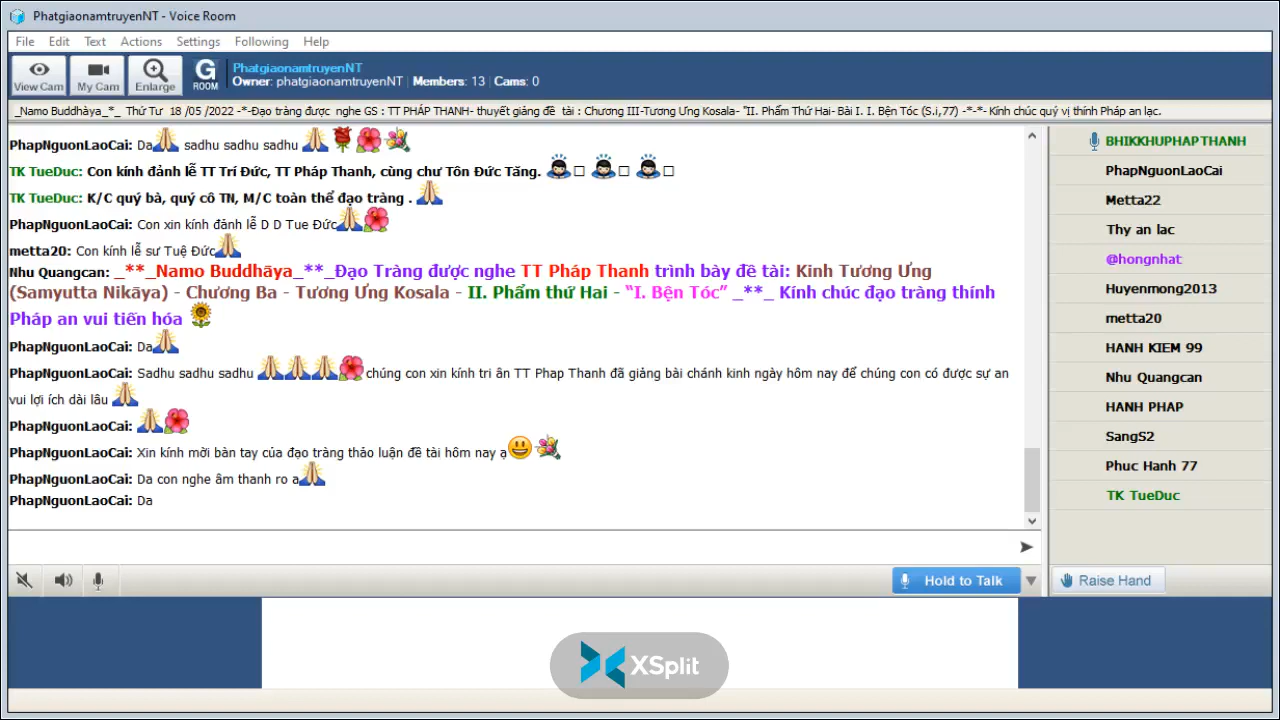 PhatgiaonamtruyenNT - Voice Room
File Edit Text Actions Settings Following Help
View Cam My Cam Enlarge G ROOM
PhatgiaonamtruyenNT
Owner: phatgiaonamtruyenNT | Members: 13 | Cams: 0
_Namo Buddhàya_*_ Thứ Tư 18 /05 /2022 -*-Đạo tràng được nghe GS : TT PHÁP THANH- thuyết giảng đề tài : Chương III-Tương Ưng Kosala- "II. Phẩm Thứ Hai- Bài I. I. Bện Tóc (S.i,77) -*-*- Kính chúc quý vị thính Pháp an lạc.
PhapNguonLaoCai: Da sadhu sadhu sadhu
TK TueDuc: Con kính đảnh lễ TT Trí Đức, TT Pháp Thanh, cùng chư Tôn Đức Tăng.
TK TueDuc: K/C quý bà, quý cô TN, M/C toàn thể đạo tràng .
PhapNguonLaoCai: Con xin kính đãnh lễ D D Tue Đức
metta20: Con kính lễ sư Tuệ Đức
Nhu Quangcan: _**_Namo Buddhāya_**_Đạo Tràng được nghe TT Pháp Thanh trình bày đề tài: Kinh Tương Ưng
(Samyutta Nikāya) - Chương Ba - Tương Ưng Kosala - II. Phẩm thứ Hai - “I. Bện Tóc” _**_ Kính chúc đạo tràng thính
Pháp an vui tiến hóa
PhapNguonLaoCai: Da
PhapNguonLaoCai: Sadhu sadhu sadhu chúng con xin kính tri ân TT Phap Thanh đã giảng bài chánh kinh ngày hôm nay để chúng con có được sự an
vui lợi ích dài lâu
PhapNguonLaoCai:
PhapNguonLaoCai: Xin kính mời bàn tay của đạo tràng thảo luận đề tài hôm nay ạ
PhapNguonLaoCai: Da con nghe âm thanh ro a
PhapNguonLaoCai: Da
BHIKKHUPHAPTHANH
PhapNguonLaoCai
Metta22
Thy an lac
@hongnhat
Huyenmong2013
metta20
HANH KIEM 99
Nhu Quangcan
HANH PHAP
SangS2
Phuc Hanh 77
TK TueDuc
Hold to Talk
Raise Hand
XSplit